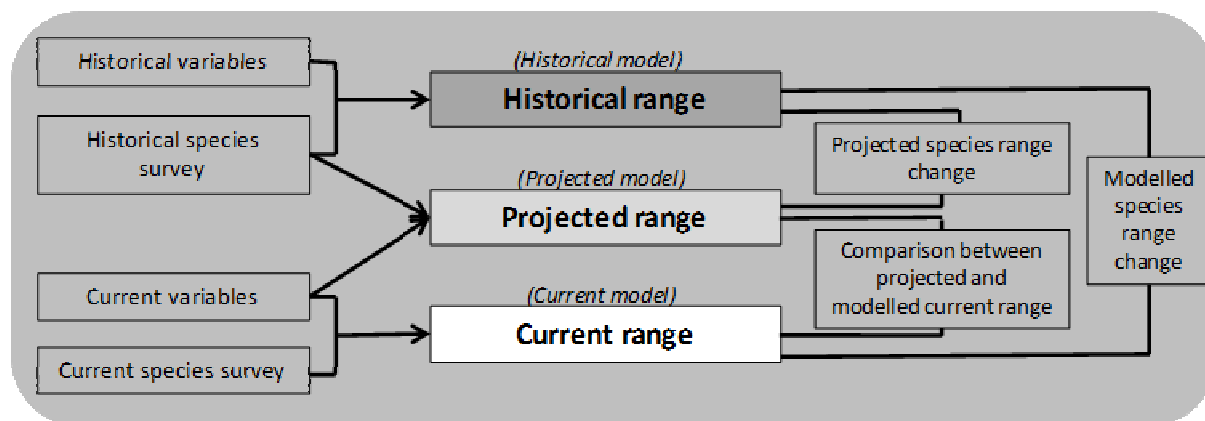 Historical variables
Historical species
survey
Current variables
Current species survey
(Historical model)
Historical range
(Projected model)
Projected range
(Current model)
Current range
Projected species range
change
Comparison between
projected and
modelled current range
Modelled
species
range
change